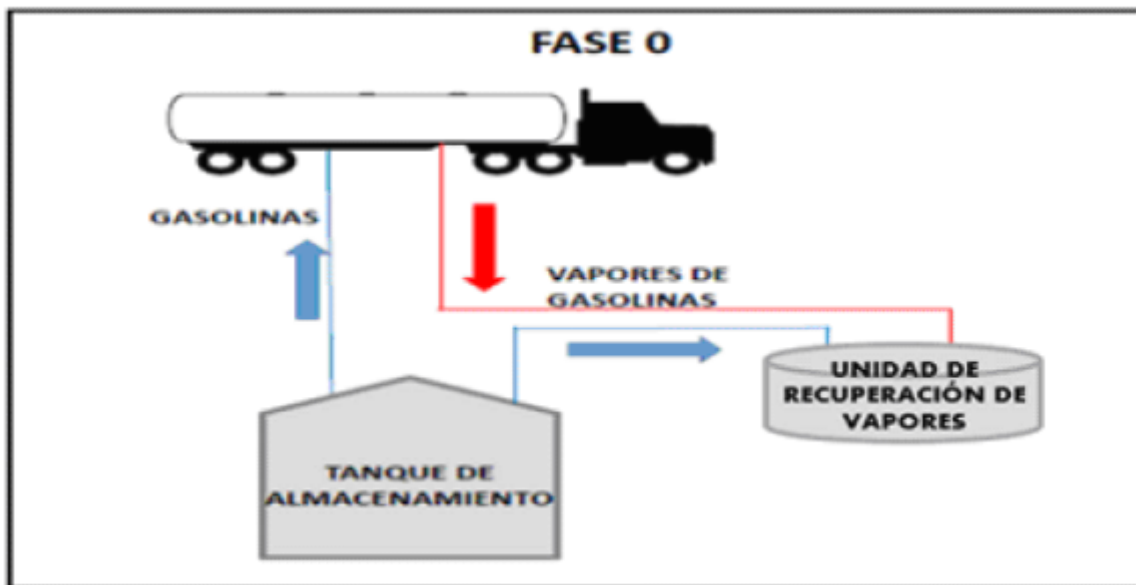 FASE 0
GASOLINAS
VAPORES DE
GASOLINAS
UNIDAD DE
RECUPERACIÓN DE
VAPORES
TANQUE DE
ALMACENAMIENTO